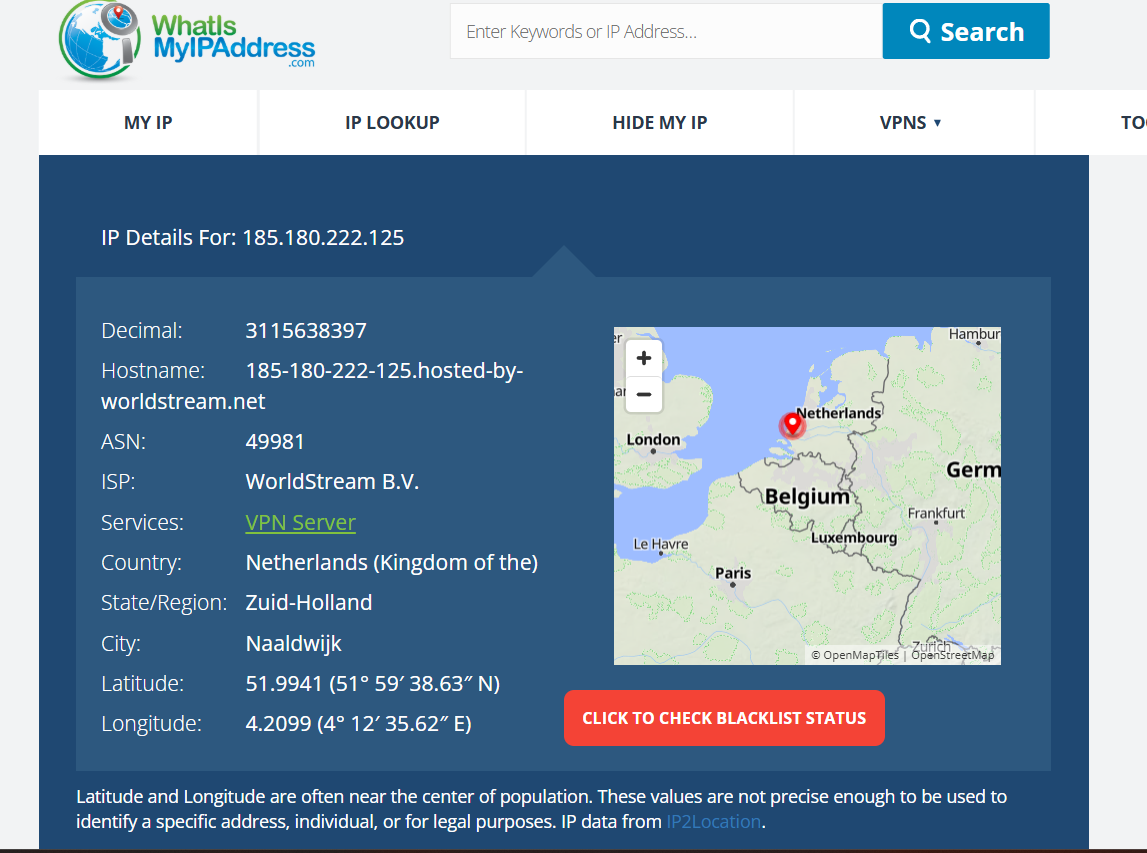 WhatIs
MyIPAddress
.com
Enter Keywords or IP Address...
Search
MY IP
IP LOOKUP
HIDE MY IP
VPNS ▼
TO
IP Details For: 185.180.222.125
Decimal: 3115638397
Hostname: 185-180-222-125.hosted-by-
worldstream.net
ASN: 49981
ISP: WorldStream B.V.
Services: VPN Server
Country: Netherlands (Kingdom of the)
State/Region: Zuid-Holland
City: Naaldwijk
Latitude: 51.9941 (51° 59′ 38.63″ N)
Longitude: 4.2099 (4° 12′ 35.62″ E)
+
−
Hambur
Netherlands
London
Germ
Belgium
Frankfurt
Luxembourg
Le Havre
Paris
Zürich
© OpenMapTiles | OpenStreetMap
CLICK TO CHECK BLACKLIST STATUS
Latitude and Longitude are often near the center of population. These values are not precise enough to be used to
identify a specific address, individual, or for legal purposes. IP data from IP2Location.